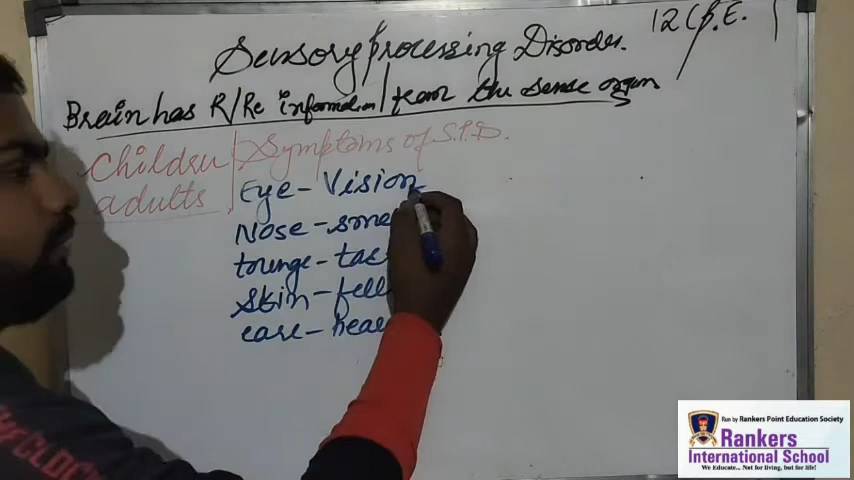 Sensory processing Disorder.
12 (P.E.
Brain has R/Re information / from the sense organ
Children
adults
Symptoms of S.P.D.
Eye - Vision
Nose - sme
tounge - tas
Skin - fell
ease - hea
Run by Rankers Point Education Society
Rankers
International School
We Educate... Not for living, but for life!